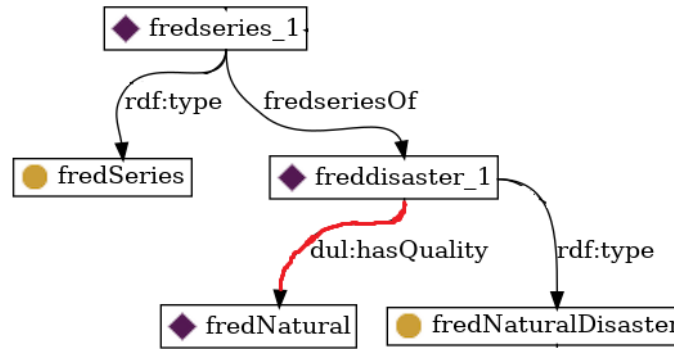 fredseries_1
rdf:type
fredseriesOf
fredSeries
freddisaster_1
dul:hasQuality
rdf:type
fredNatural
fredNaturalDisaster